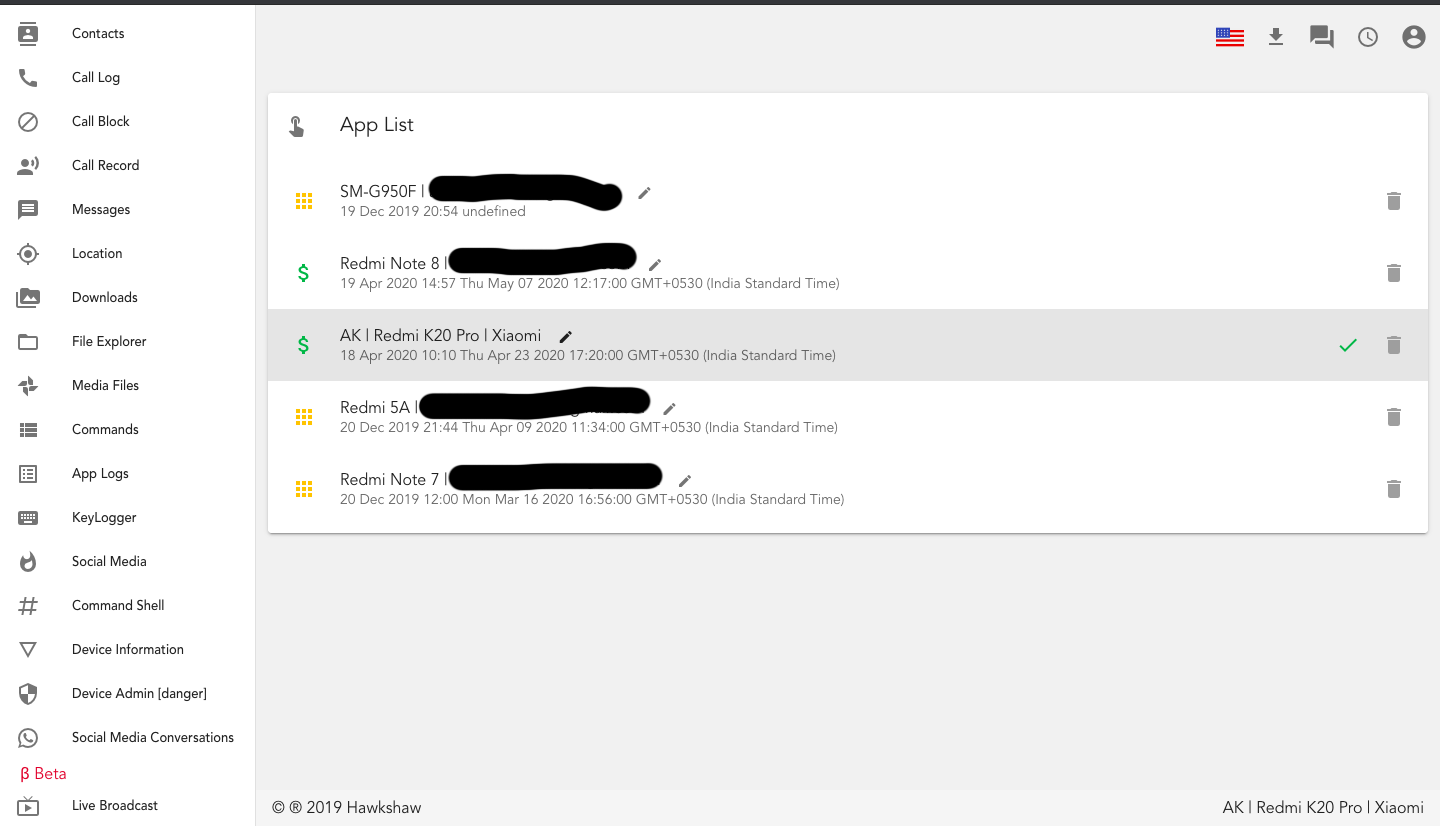 Contacts
Call Log
Call Block
Call Record
Messages
Location
Downloads
File Explorer
Media Files
Commands
App Logs
KeyLogger
Social Media
Command Shell
Device Information
Device Admin [danger]
Social Media Conversations
β Beta
Live Broadcast
App List
SM-G950F |
19 Dec 2019 20:54 undefined
Redmi Note 8 |
19 Apr 2020 14:57 Thu May 07 2020 12:17:00 GMT+0530 (India Standard Time)
AK | Redmi K20 Pro | Xiaomi
18 Apr 2020 10:10 Thu Apr 23 2020 17:20:00 GMT+0530 (India Standard Time)
Redmi 5A |
20 Dec 2019 21:44 Thu Apr 09 2020 11:34:00 GMT+0530 (India Standard Time)
Redmi Note 7 |
20 Dec 2019 12:00 Mon Mar 16 2020 16:56:00 GMT+0530 (India Standard Time)
© ® 2019 Hawkshaw
AK | Redmi K20 Pro | Xiaomi